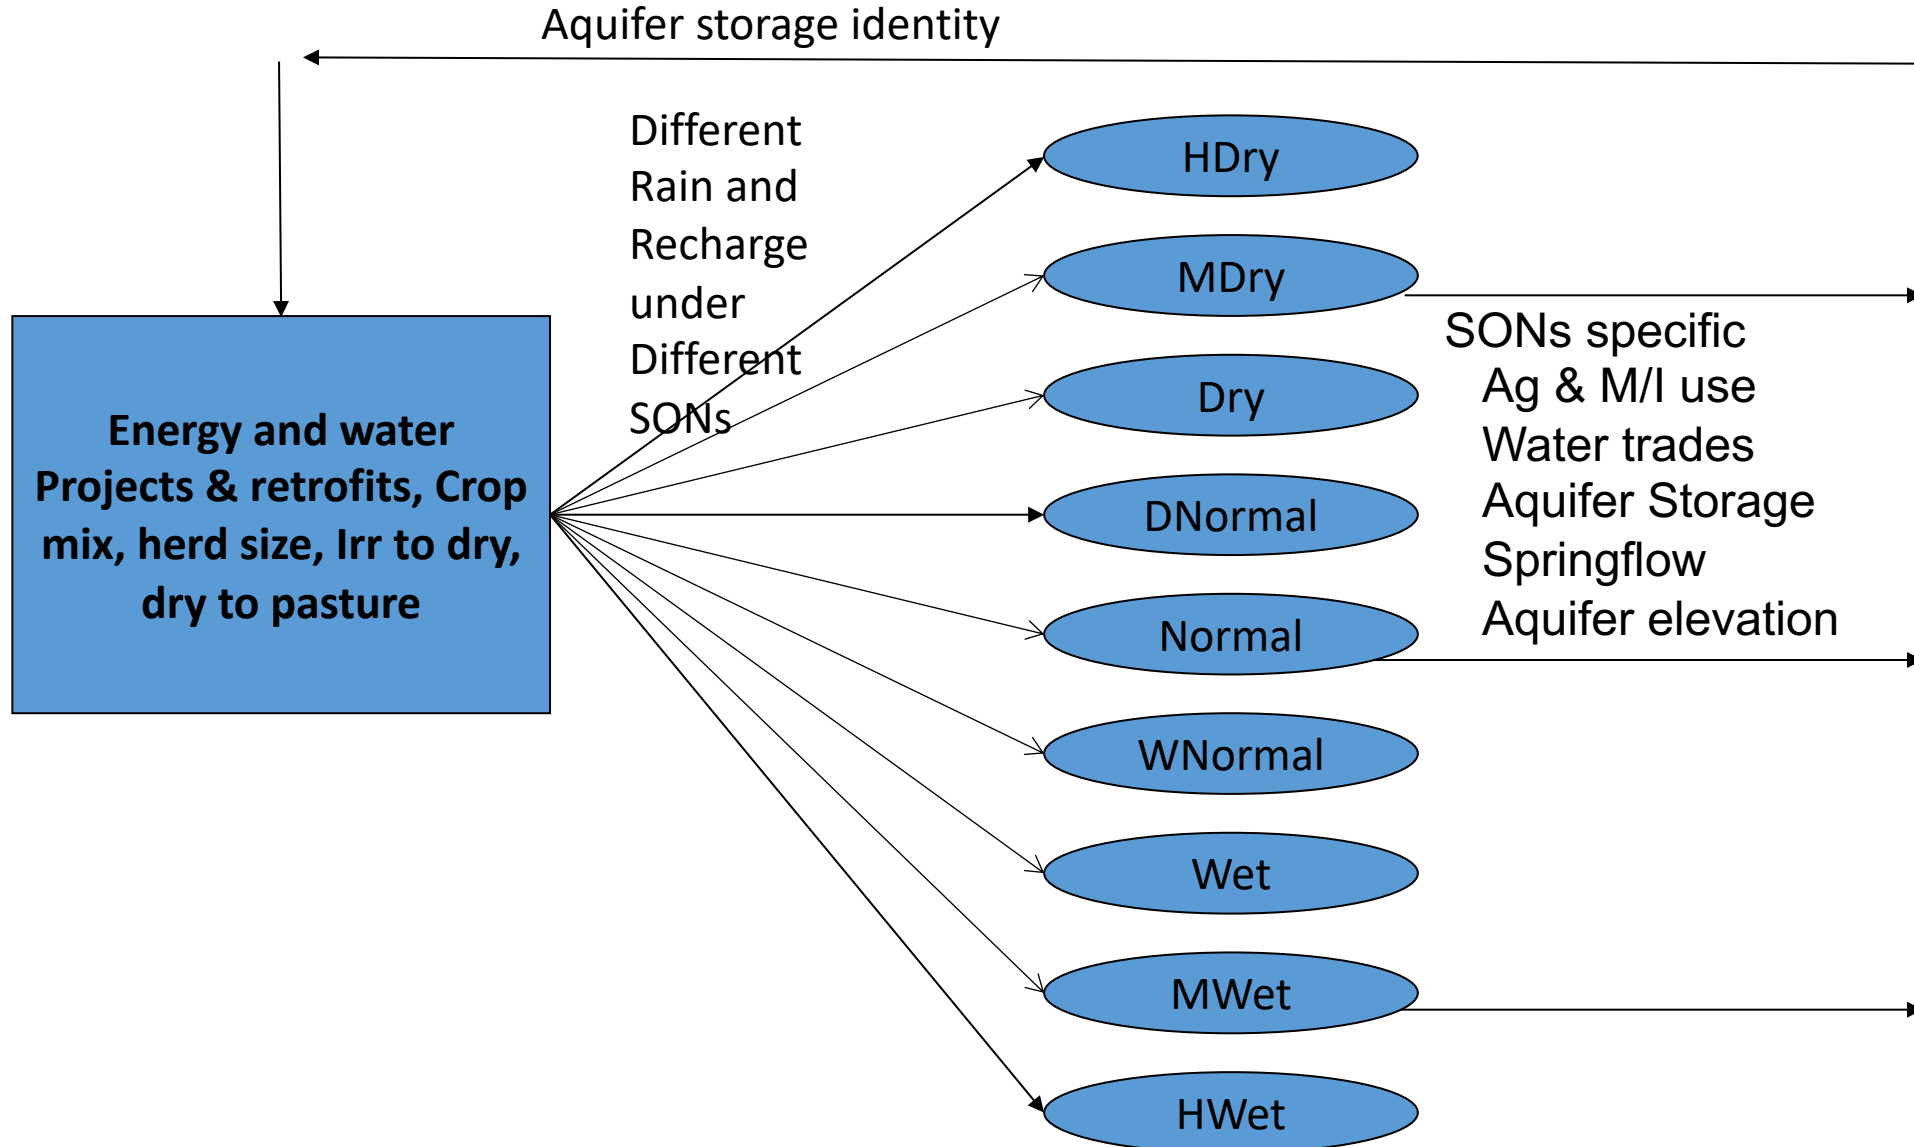 Aquifer storage identity
Different
Rain and
Recharge
under
Different
SONs
Energy and water
Projects & retrofits, Crop
mix, herd size, Irr to dry,
dry to pasture
HDry
MDry
Dry
DNormal
Normal
WNormal
Wet
MWet
HWet
SONs specific
Ag & M/I use
Water trades
Aquifer Storage
Springflow
Aquifer elevation